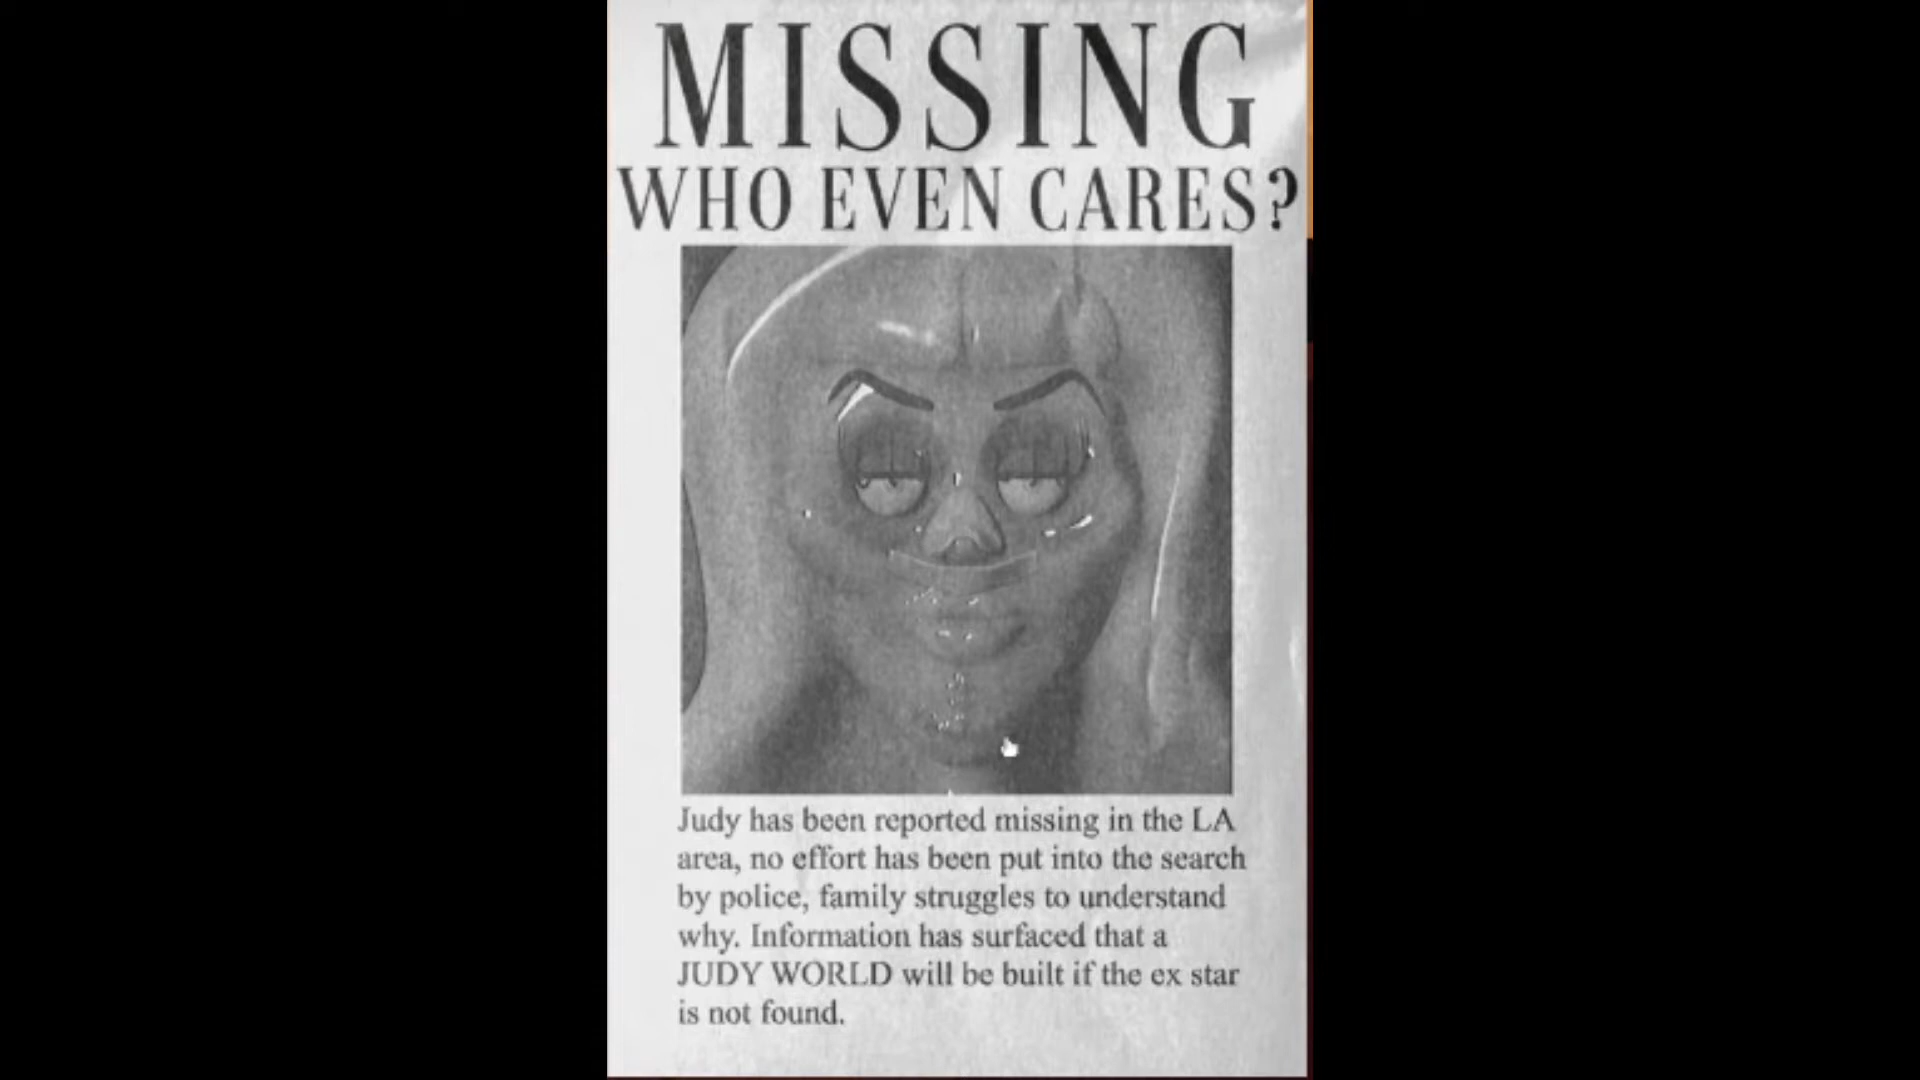 MISSING
WHO EVEN CARES?
Judy has been reported missing in the LA
area, no effort has been put into the search
by police, family struggles to understand
why. Information has surfaced that a
JUDY WORLD will be built if the ex star
is not found.